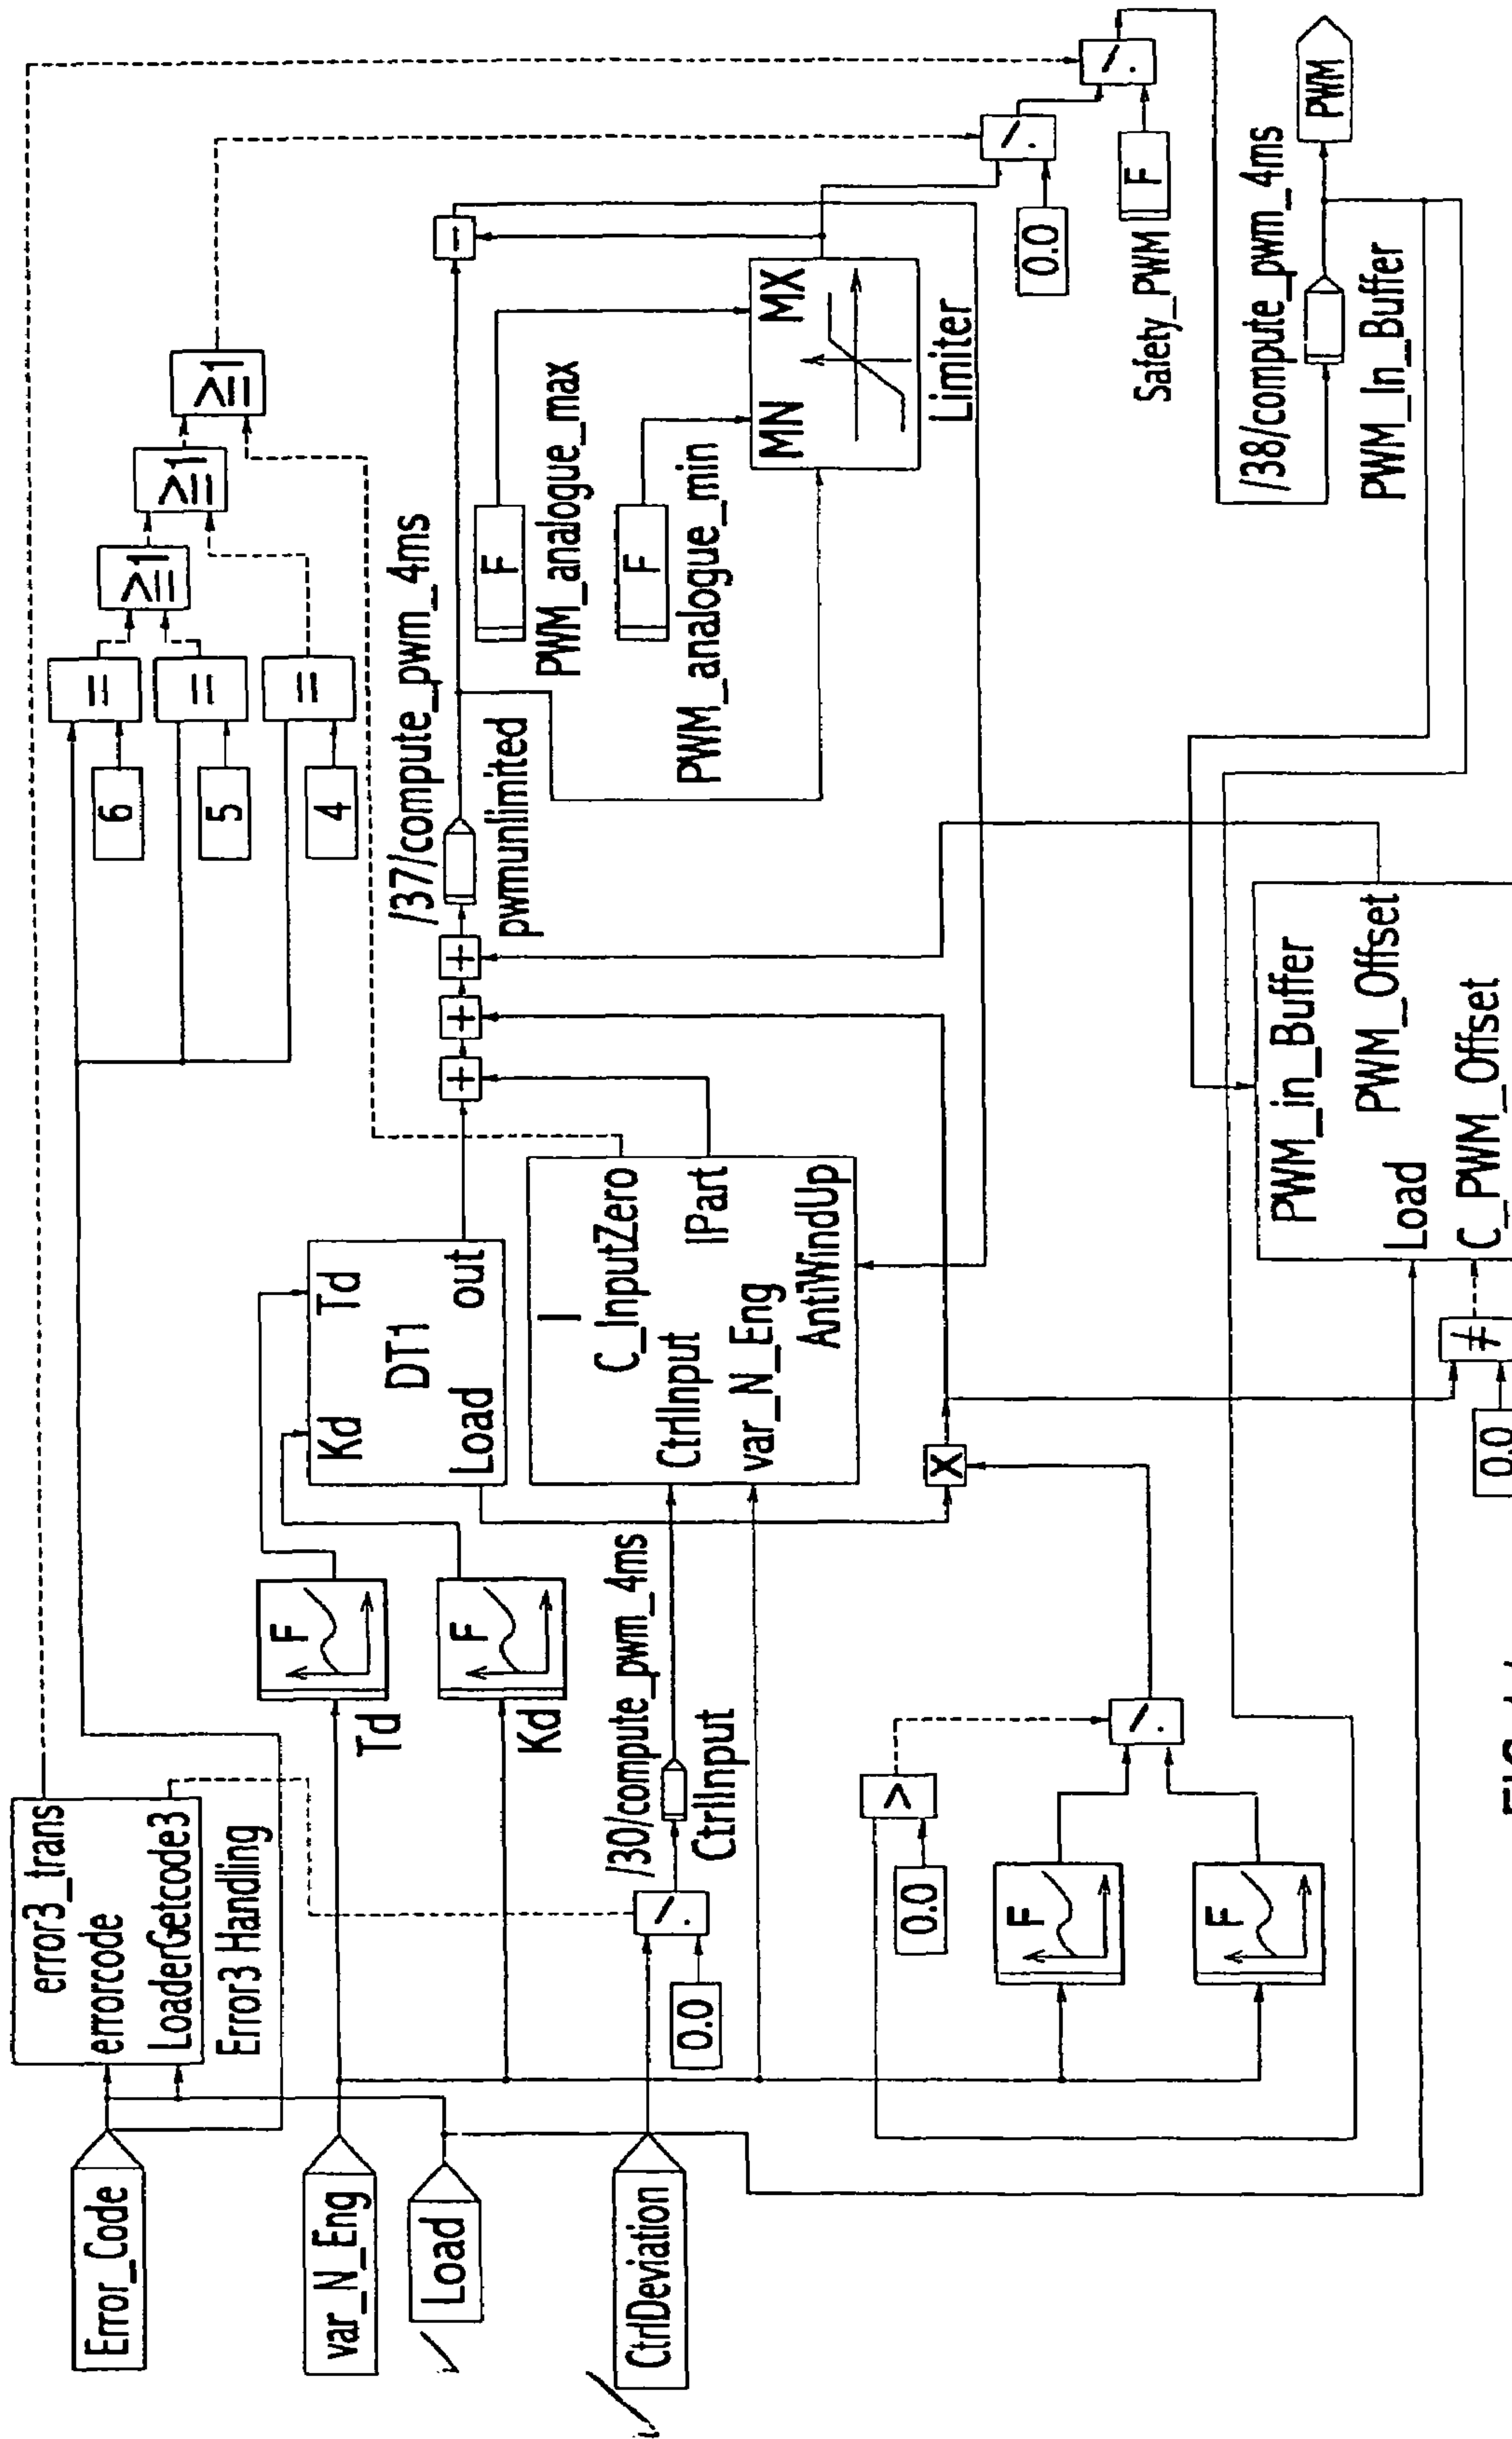 Error_Code
error3_trans
errorcode
LoaderGetcode3
Error3 Handling
6
5
4
=
=
=
>=1
>=1
>=1
var_N_Eng
F
Td
F
Kd
Load
Kd
Td
DT1
Load
out
/37/compute_pwm_4ms
pwmunlimited
+
+
+
-
F
PWM_analogue_max
F
PWM_analogue_min
MN
MX
Limiter
CtrlDeviation
0.0
/.
/30/compute_pwm_4ms
CtrlInput
I
C_InputZero
CtrlInput
IPart
var_N_Eng
AntiWindUp
X
0.0
/.
F
Safety_PWM
/.
0.0
>
F
F
/.
/38/compute_pwm_4ms
PWM_In_Buffer
PWM
PWM_in_Buffer
PWM_Offset
Load
C_PWM_Offset
0.0
≠